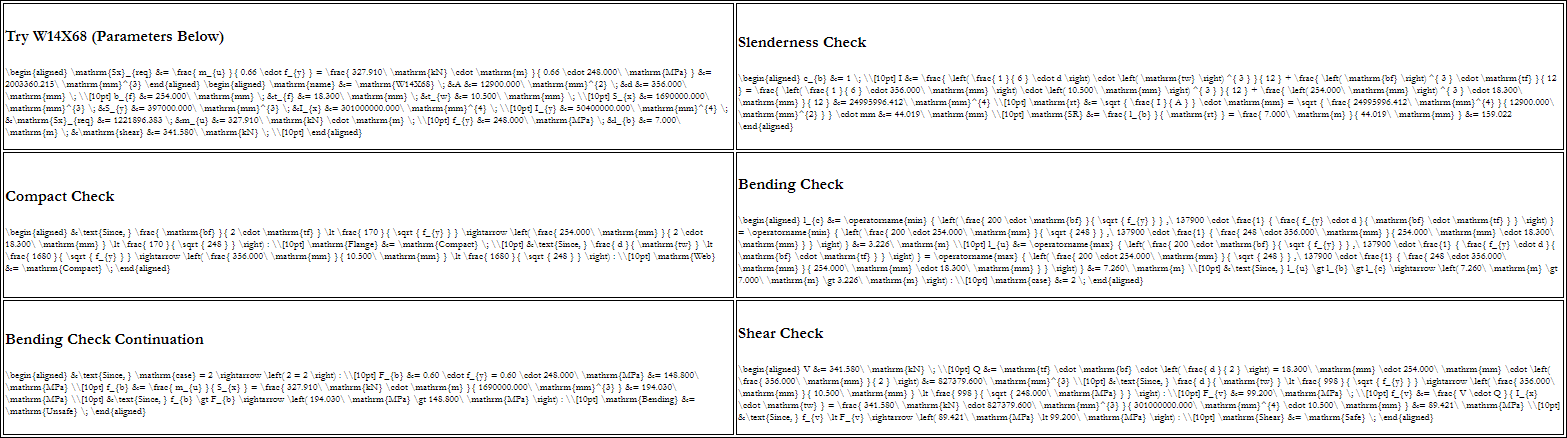 Try W14X68 (Parameters Below)
\begin{aligned} \mathrm{Sx}_{req} &= \frac{ m_{u} }{ 0.66 \cdot f_{y} } = \frac{ 327.910\ \mathrm{kN} \cdot \mathrm{m} }{ 0.66 \cdot 248.000\ \mathrm{MPa} } &=
2003360.215\ \mathrm{mm}^{3} \end{aligned} \begin{aligned} \mathrm{name} &= \mathrm{W14X68} \; &A &= 12900.000\ \mathrm{mm}^{2} \; &d &= 356.000\
\mathrm{mm} \; \\[10pt] b_{f} &= 254.000\ \mathrm{mm} \; &t_{f} &= 18.300\ \mathrm{mm} \; &t_{w} &= 10.500\ \mathrm{mm} \; \\[10pt] S_{x} &= 1690000.000\
\mathrm{mm}^{3} \; &S_{y} &= 397000.000\ \mathrm{mm}^{3} \; &I_{x} &= 301000000.000\ \mathrm{mm}^{4} \; \\[10pt] I_{y} &= 50400000.000\ \mathrm{mm}^{4} \;
&\mathrm{Sx}_{req} &= 1221896.383 \; &m_{u} &= 327.910\ \mathrm{kN} \cdot \mathrm{m} \; \\[10pt] f_{y} &= 248.000\ \mathrm{MPa} \; &l_{b} &= 7.000\
\mathrm{m} \; &\mathrm{shear} &= 341.580\ \mathrm{kN} \; \\[10pt] \end{aligned}
Slenderness Check
\begin{aligned} c_{b} &= 1 \; \\[10pt] I &= \frac{ \left( \frac{ 1 }{ 6 } \cdot d \right) \cdot \left( \mathrm{tw} \right) ^{ 3 } }{ 12 } + \frac{ \left( \mathrm{bf} \right) ^{ 3 } \cdot \mathrm{tf} }{ 12
} = \frac{ \left( \frac{ 1 }{ 6 } \cdot 356.000\ \mathrm{mm} \right) \cdot \left( 10.500\ \mathrm{mm} \right) ^{ 3 } }{ 12 } + \frac{ \left( 254.000\ \mathrm{mm} \right) ^{ 3 } \cdot 18.300\
\mathrm{mm} }{ 12 } &= 24995996.412\ \mathrm{mm}^{4} \\[10pt] \mathrm{rt} &= \sqrt { \frac{ I }{ A } } \cdot \mathrm{mm} = \sqrt { \frac{ 24995996.412\ \mathrm{mm}^{4} }{ 12900.000\
\mathrm{mm}^{2} } } \cdot mm &= 44.019\ \mathrm{mm} \\[10pt] \mathrm{SR} &= \frac{ l_{b} }{ \mathrm{rt} } = \frac{ 7.000\ \mathrm{m} }{ 44.019\ \mathrm{mm} } &= 159.022
\end{aligned}
Compact Check
\begin{aligned} &\text{Since, } \frac{ \mathrm{bf} }{ 2 \cdot \mathrm{tf} } \lt \frac{ 170 }{ \sqrt { f_{y} } } \rightarrow \left( \frac{ 254.000\ \mathrm{mm} }{ 2 \cdot
18.300\ \mathrm{mm} } \lt \frac{ 170 }{ \sqrt { 248 } } \right) : \\[10pt] \mathrm{Flange} &= \mathrm{Compact} \; \\[10pt] &\text{Since, } \frac{ d }{ \mathrm{tw} } \lt
\frac{ 1680 }{ \sqrt { f_{y} } } \rightarrow \left( \frac{ 356.000\ \mathrm{mm} }{ 10.500\ \mathrm{mm} } \lt \frac{ 1680 }{ \sqrt { 248 } } \right) : \\[10pt] \mathrm{Web}
&= \mathrm{Compact} \; \end{aligned}
Bending Check
\begin{aligned} l_{c} &= \operatorname{min} { \left( \frac{ 200 \cdot \mathrm{bf} }{ \sqrt { f_{y} } } ,\ 137900 \cdot \frac{1} { \frac{ f_{y} \cdot d }{ \mathrm{bf} \cdot \mathrm{tf} } } \right) }
= \operatorname{min} { \left( \frac{ 200 \cdot 254.000\ \mathrm{mm} }{ \sqrt { 248 } } ,\ 137900 \cdot \frac{1} { \frac{ 248 \cdot 356.000\ \mathrm{mm} }{ 254.000\ \mathrm{mm} \cdot 18.300\
\mathrm{mm} } } \right) } &= 3.226\ \mathrm{m} \\[10pt] l_{u} &= \operatorname{max} { \left( \frac{ 200 \cdot \mathrm{bf} }{ \sqrt { f_{y} } } ,\ 137900 \cdot \frac{1} { \frac{ f_{y} \cdot d }{
\mathrm{bf} \cdot \mathrm{tf} } } \right) } = \operatorname{max} { \left( \frac{ 200 \cdot 254.000\ \mathrm{mm} }{ \sqrt { 248 } } ,\ 137900 \cdot \frac{1} { \frac{ 248 \cdot 356.000\
\mathrm{mm} }{ 254.000\ \mathrm{mm} \cdot 18.300\ \mathrm{mm} } } \right) } &= 7.260\ \mathrm{m} \\[10pt] &\text{Since, } l_{u} \gt l_{b} \gt l_{c} \rightarrow \left( 7.260\ \mathrm{m} \gt
7.000\ \mathrm{m} \gt 3.226\ \mathrm{m} \right) : \\[10pt] \mathrm{case} &= 2 \; \end{aligned}
Bending Check Continuation
\begin{aligned} &\text{Since, } \mathrm{case} = 2 \rightarrow \left( 2 = 2 \right) : \\[10pt] F_{b} &= 0.60 \cdot f_{y} = 0.60 \cdot 248.000\ \mathrm{MPa} &= 148.800\
\mathrm{MPa} \\[10pt] f_{b} &= \frac{ m_{u} }{ S_{x} } = \frac{ 327.910\ \mathrm{kN} \cdot \mathrm{m} }{ 1690000.000\ \mathrm{mm}^{3} } &= 194.030\
\mathrm{MPa} \\[10pt] &\text{Since, } f_{b} \gt F_{b} \rightarrow \left( 194.030\ \mathrm{MPa} \gt 148.800\ \mathrm{MPa} \right) : \\[10pt] \mathrm{Bending} &=
\mathrm{Unsafe} \; \end{aligned}
Shear Check
\begin{aligned} V &= 341.580\ \mathrm{kN} \; \\[10pt] Q &= \mathrm{tf} \cdot \mathrm{bf} \cdot \left( \frac{ d }{ 2 } \right) = 18.300\ \mathrm{mm} \cdot 254.000\ \mathrm{mm} \cdot \left(
\frac{ 356.000\ \mathrm{mm} }{ 2 } \right) &= 827379.600\ \mathrm{mm}^{3} \\[10pt] &\text{Since, } \frac{ d }{ \mathrm{tw} } \lt \frac{ 998 }{ \sqrt { f_{y} } } \rightarrow \left( \frac{ 356.000\
\mathrm{mm} }{ 10.500\ \mathrm{mm} } \lt \frac{ 998 }{ \sqrt { 248.000\ \mathrm{MPa} } } \right) : \\[10pt] F_{v} &= 99.200\ \mathrm{MPa} \; \\[10pt] f_{v} &= \frac{ V \cdot Q }{ I_{x}
\cdot \mathrm{tw} } = \frac{ 341.580\ \mathrm{kN} \cdot 827379.600\ \mathrm{mm}^{3} }{ 301000000.000\ \mathrm{mm}^{4} \cdot 10.500\ \mathrm{mm} } &= 89.421\ \mathrm{MPa} \\[10pt]
&\text{Since, } f_{v} \lt F_{v} \rightarrow \left( 89.421\ \mathrm{MPa} \lt 99.200\ \mathrm{MPa} \right) : \\[10pt] \mathrm{Shear} &= \mathrm{Safe} \; \end{aligned}